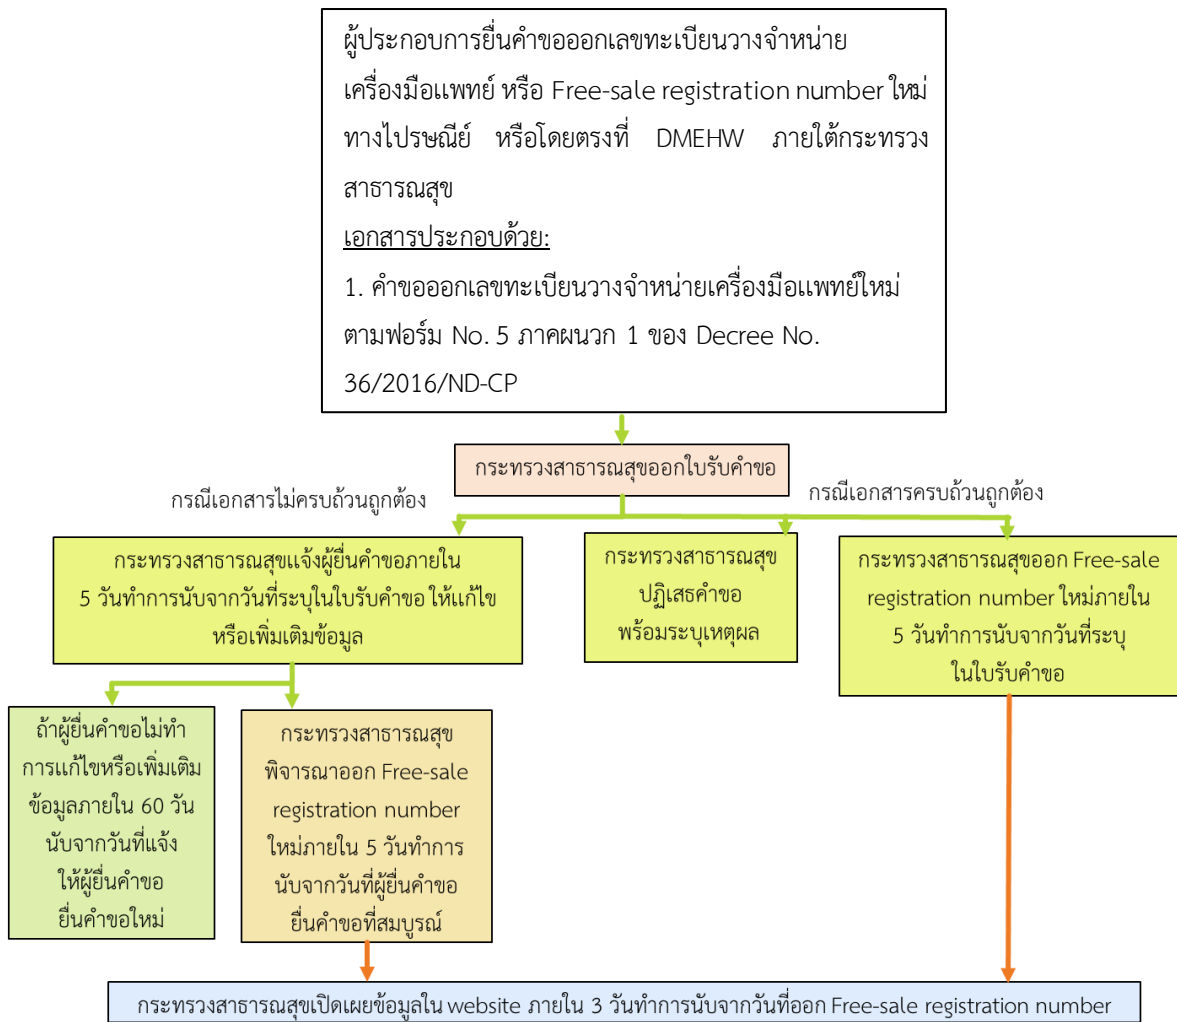 ผู้ประกอบการยื่นคำขอออกเลขทะเบียนวางจำหน่าย
เครื่องมือแพทย์ หรือ Free-sale registration number ใหม่
ทางไปรษณีย์ หรือโดยตรงที่ DMEHW ภายใต้กระทรวง
สาธารณสุข
เอกสารประกอบด้วย:
1. คำขอออกเลขทะเบียนวางจำหน่ายเครื่องมือแพทย์ใหม่
ตามฟอร์ม No. 5 ภาคผนวก 1 ของ Decree No.
36/2016/ND-CP
กระทรวงสาธารณสุขออกใบรับคำขอ
กรณีเอกสารไม่ครบถ้วนถูกต้อง
กรณีเอกสารครบถ้วนถูกต้อง
กระทรวงสาธารณสุขแจ้งผู้ยื่นคำขอภายใน
5 วันทำการนับจากวันที่ระบุในใบรับคำขอ ให้แก้ไข
หรือเพิ่มเติมข้อมูล
กระทรวงสาธารณสุข
ปฏิเสธคำขอ
พร้อมระบุเหตุผล
กระทรวงสาธารณสุขออก Free-sale
registration number ใหม่ภายใน
5 วันทำการนับจากวันที่ระบุ
ในใบรับคำขอ
ถ้าผู้ยื่นคำขอไม่ทำ
การแก้ไขหรือเพิ่มเติม
ข้อมูลภายใน 60 วัน
นับจากวันที่แจ้ง
ให้ผู้ยื่นคำขอ
ยื่นคำขอใหม่
กระทรวงสาธารณสุข
พิจารณาออก Free-sale
registration number
ใหม่ภายใน 5 วันทำการ
นับจากวันที่ผู้ยื่นคำขอ
ยื่นคำขอที่สมบูรณ์
กระทรวงสาธารณสุขเปิดเผยข้อมูลใน website ภายใน 3 วันทำการนับจากวันที่ออก Free-sale registration number